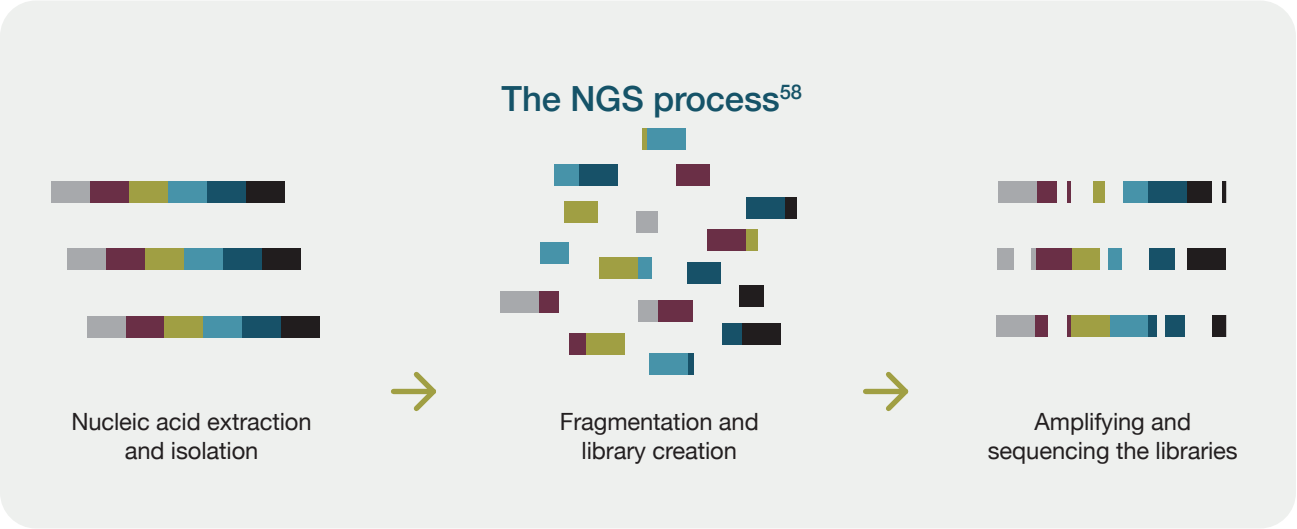 The NGS process58
Nucleic acid extraction
and isolation
Fragmentation and
library creation
Amplifying and
sequencing the libraries